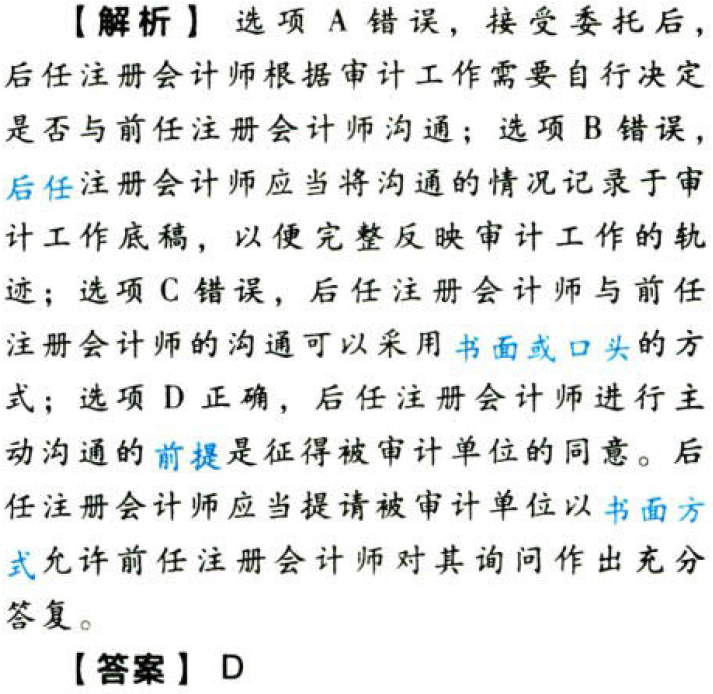 【解析】 选项 A 错误，接受委托后，
后任注册会计师根据审计工作需要自行决定
是否与前任注册会计师沟通；选项 B 错误，
后任注册会计师应当将沟通的情况记录于审
计工作底稿，以便完整反映审计工作的轨
迹；选项 C 错误，后任注册会计师与前任
注册会计师的沟通可以采用书面或口头的方
式；选项 D 正确，后任注册会计师进行主
动沟通的前提是征得被审计单位的同意。后
任注册会计师应当提请被审计单位以书面方
式允许前任注册会计师对其询问作出充分
答复。
【答案】 D